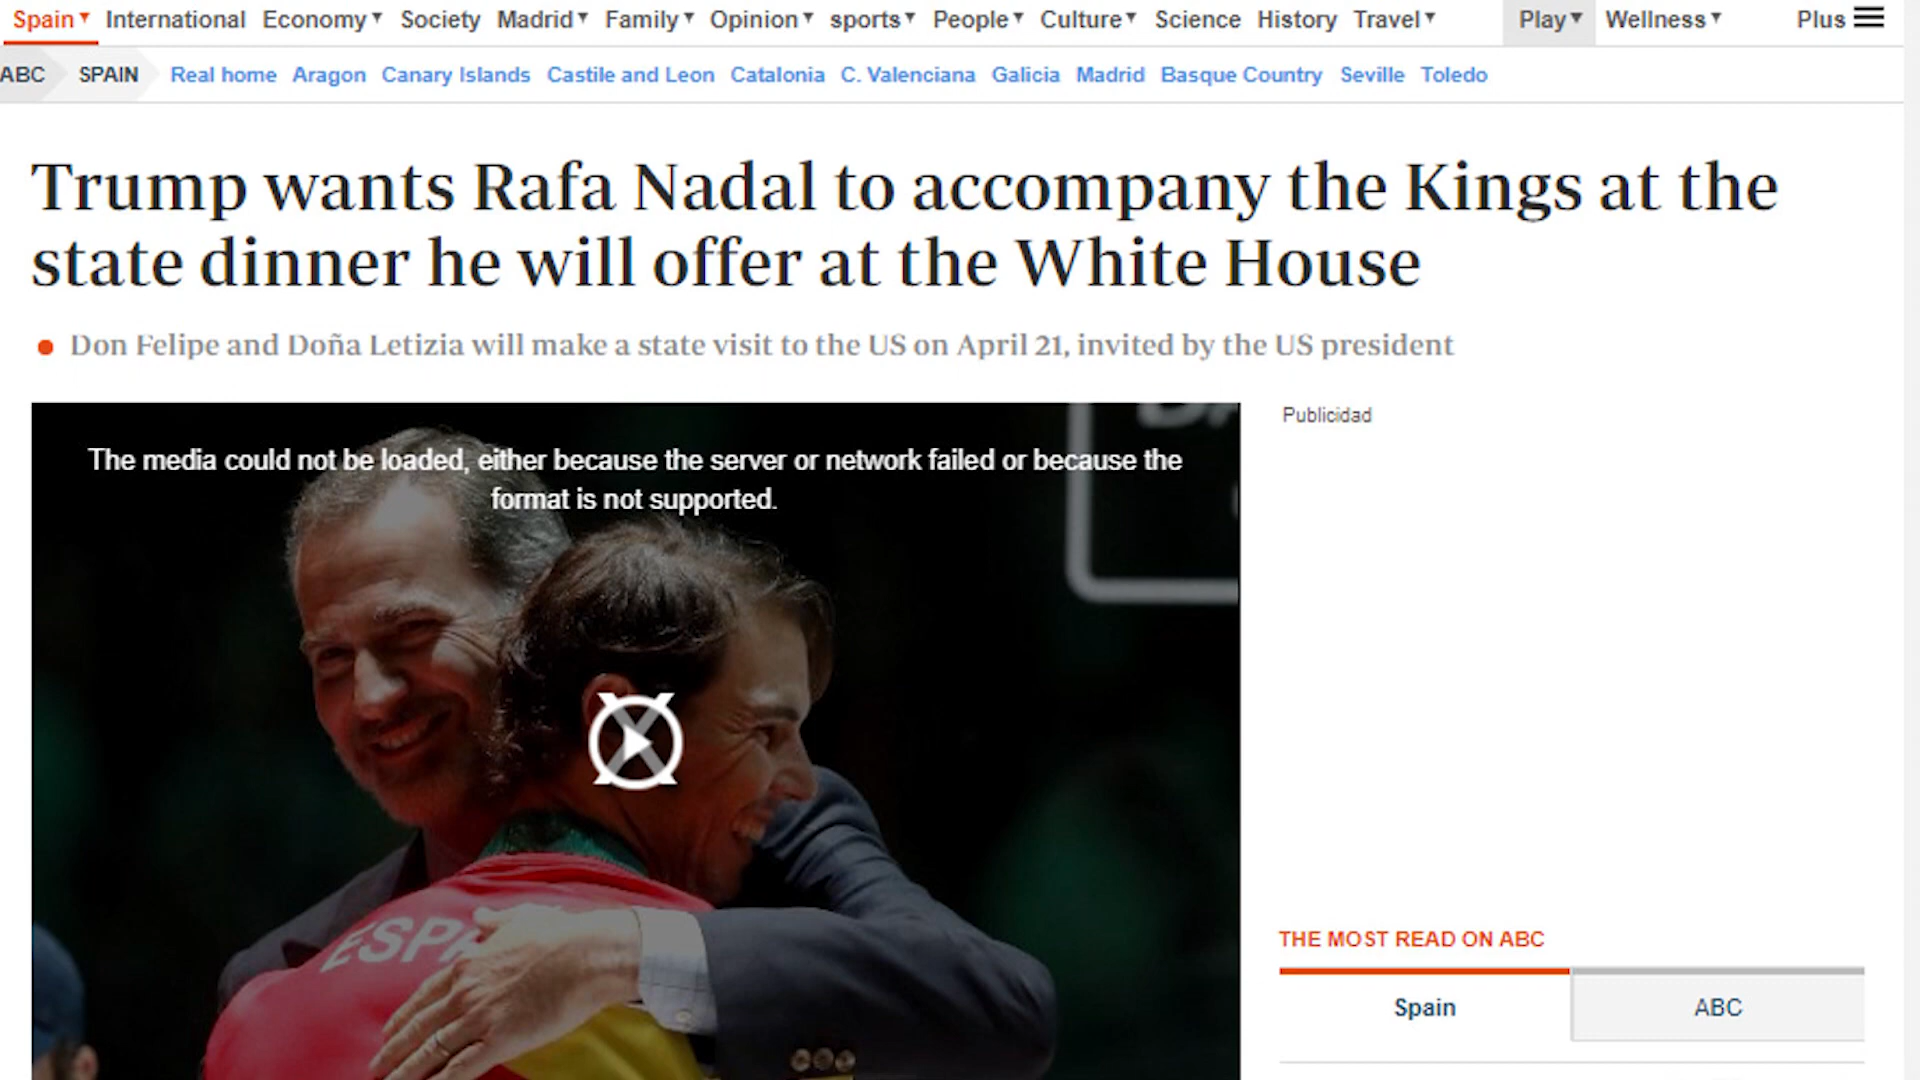 Spain International Economy Society Madrid Family Opinion sports People Culture Science History Travel Play Wellness Plus
ABC SPAIN Real home Aragon Canary Islands Castile and Leon Catalonia C. Valenciana Galicia Madrid Basque Country Seville Toledo
Trump wants Rafa Nadal to accompany the Kings at the
state dinner he will offer at the White House
Don Felipe and Doña Letizia will make a state visit to the US on April 21, invited by the US president
Publicidad
The media could not be loaded, either because the server or network failed or because the
format is not supported.
ESPA
THE MOST READ ON ABC
Spain ABC